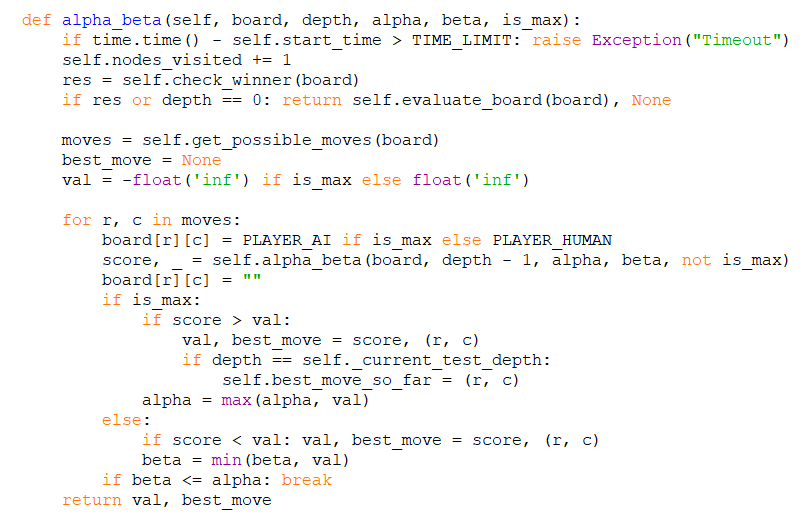 def alpha_beta(self, board, depth, alpha, beta, is_max):
    if time.time() - self.start_time > TIME_LIMIT: raise Exception("Timeout")
    self.nodes_visited += 1
    res = self.check_winner(board)
    if res or depth == 0: return self.evaluate_board(board), None

    moves = self.get_possible_moves(board)
    best_move = None
    val = -float('inf') if is_max else float('inf')

    for r, c in moves:
        board[r][c] = PLAYER_AI if is_max else PLAYER_HUMAN
        score, _ = self.alpha_beta(board, depth - 1, alpha, beta, not is_max)
        board[r][c] = ""
        if is_max:
            if score > val:
                val, best_move = score, (r, c)
                if depth == self._current_test_depth:
                    self.best_move_so_far = (r, c)
            alpha = max(alpha, val)
        else:
            if score < val: val, best_move = score, (r, c)
            beta = min(beta, val)
        if beta <= alpha: break
    return val, best_move